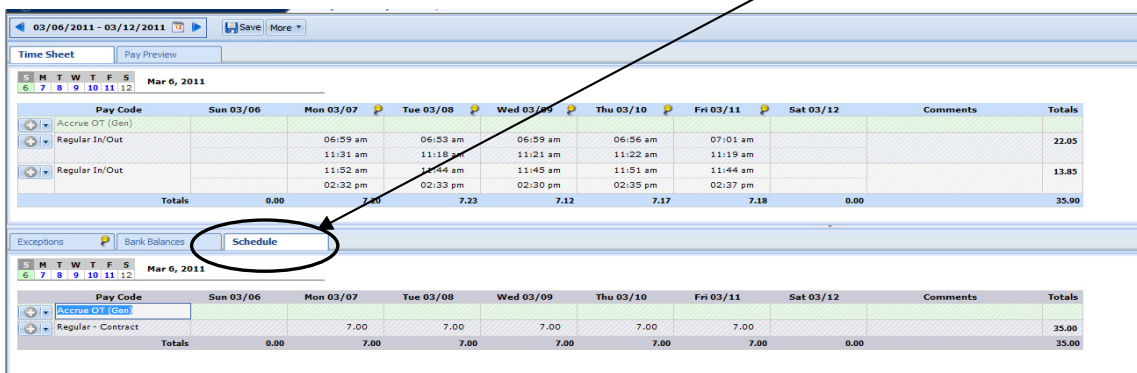 03/06/2011 - 03/12/2011 Save More
Time Sheet Pay Preview
S M T W T F S
6 7 8 9 10 11 12 Mar 6, 2011
Pay Code Sun 03/06 Mon 03/07 Tue 03/08 Wed 03/09 Thu 03/10 Fri 03/11 Sat 03/12 Comments Totals
Accrue OT (Gen)
Regular In/Out 06:59 am 06:53 am 06:59 am 06:56 am 07:01 am 22.05
11:31 am 11:18 am 11:21 am 11:22 am 11:19 am
Regular In/Out 11:52 am 11:44 am 11:45 am 11:51 am 11:44 am 13.85
02:32 pm 02:33 pm 02:30 pm 02:35 pm 02:37 pm
Totals 0.00 7.20 7.23 7.12 7.17 7.18 0.00 35.90
Exceptions Bank Balances Schedule
S M T W T F S
6 7 8 9 10 11 12 Mar 6, 2011
Pay Code Sun 03/06 Mon 03/07 Tue 03/08 Wed 03/09 Thu 03/10 Fri 03/11 Sat 03/12 Comments Totals
Accrue OT (Gen)
Regular - Contract 7.00 7.00 7.00 7.00 7.00 35.00
Totals 0.00 7.00 7.00 7.00 7.00 7.00 0.00 35.00